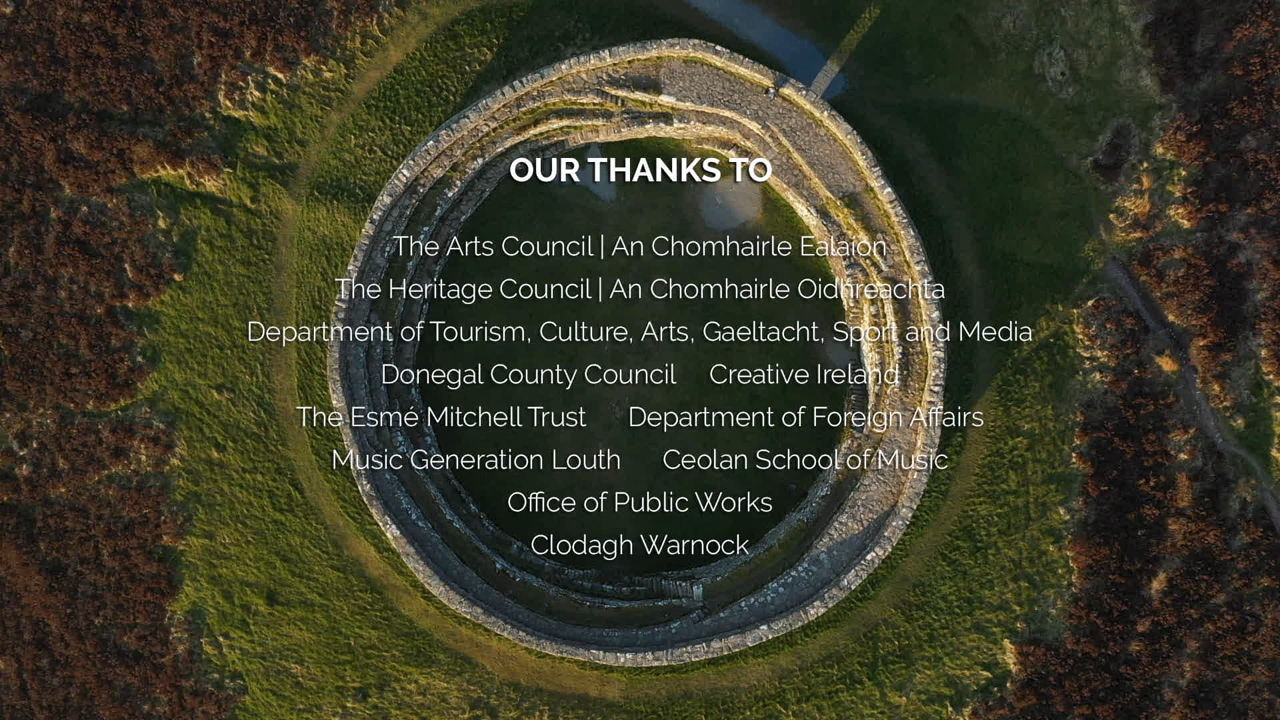 OUR THANKS TO
The Arts Council | An Chomhairle Ealaíon
The Heritage Council | An Chomhairle Oidhreachta
Department of Tourism, Culture, Arts, Gaeltacht, Sport and Media
Donegal County Council Creative Ireland
The Esmé Mitchell Trust Department of Foreign Affairs
Music Generation Louth Ceolan School of Music
Office of Public Works
Clodagh Warnock